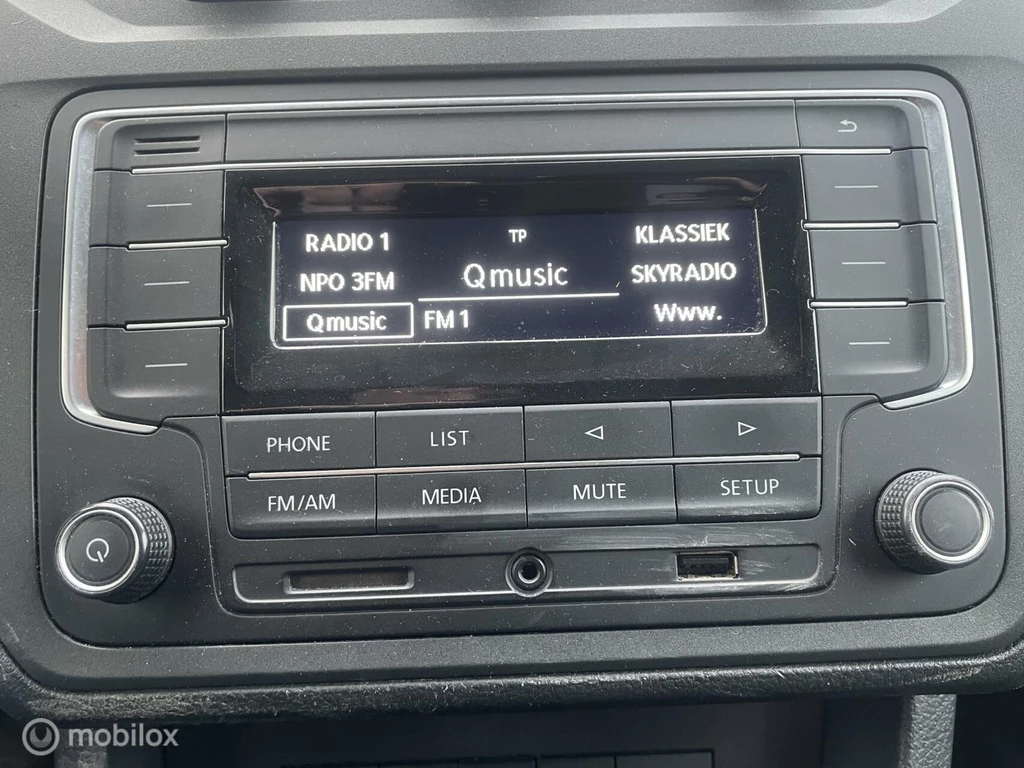 RADIO 1
TP
KLASSIEK
NPO 3FM
Qmusic
SKYRADIO
Qmusic
FM 1
Www.
PHONE
LIST
FM/AM
MEDIA
MUTE
SETUP
mobilox